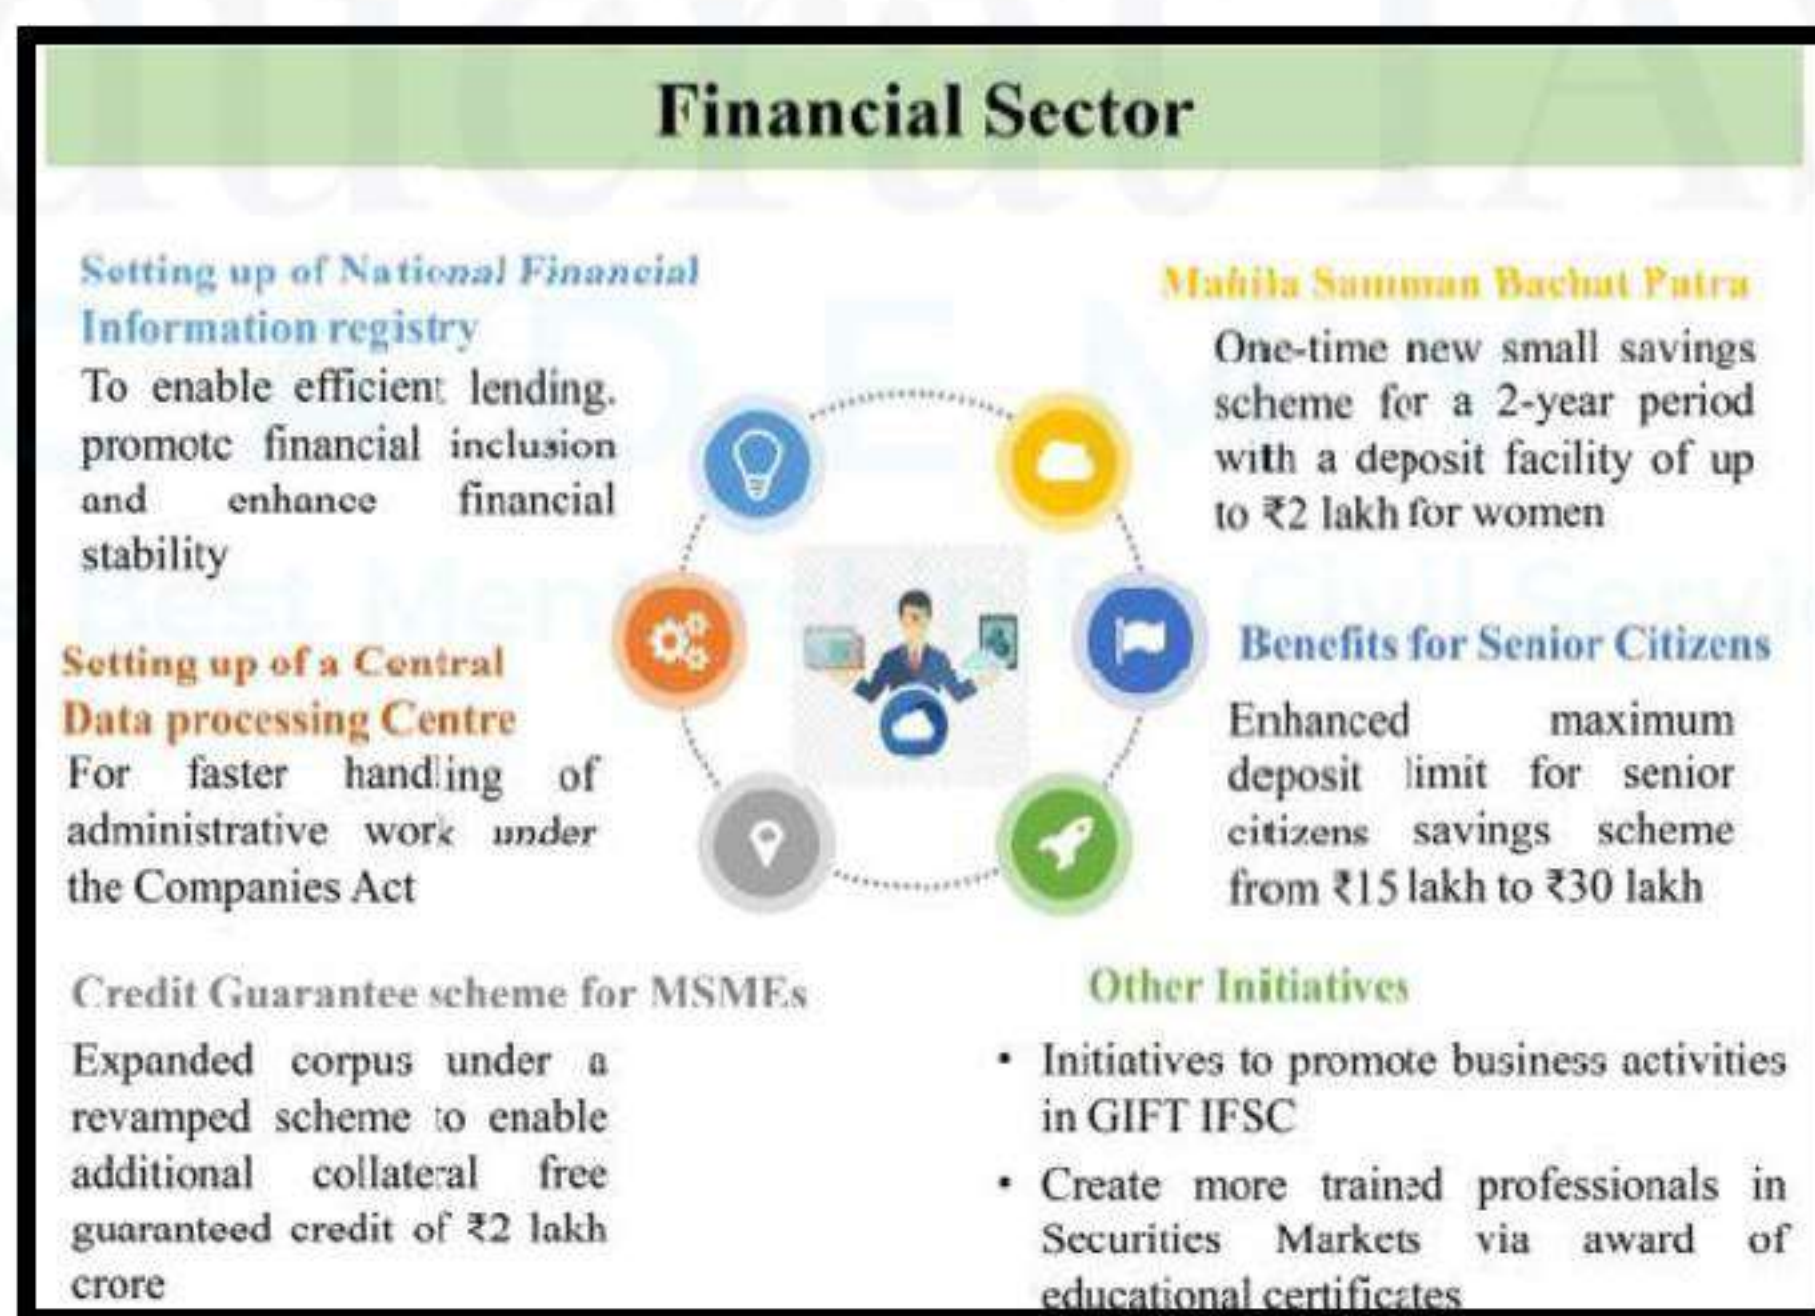 Financial Sector
Setting up of National Financial
Information registry
To enable efficient lending.
promote financial inclusion
and enhance financial
stability
Setting up of a Central
Data processing Centre
For faster handling of
administrative work under
the Companies Act
Credit Guarantee scheme for MSMEs
Expanded corpus under a
revamped scheme to enable
additional collateral free
guaranteed credit of ₹2 lakh
crore
Mahila Samman Bachat Patra
One-time new small savings
scheme for a 2-year period
with a deposit facility of up
to ₹2 lakh for women
Benefits for Senior Citizens
Enhanced maximum
deposit limit for senior
citizens savings scheme
from ₹15 lakh to ₹30 lakh
Other Initiatives
• Initiatives to promote business activities
in GIFT IFSC
• Create more trained professionals in
Securities Markets via award of
educational certificates